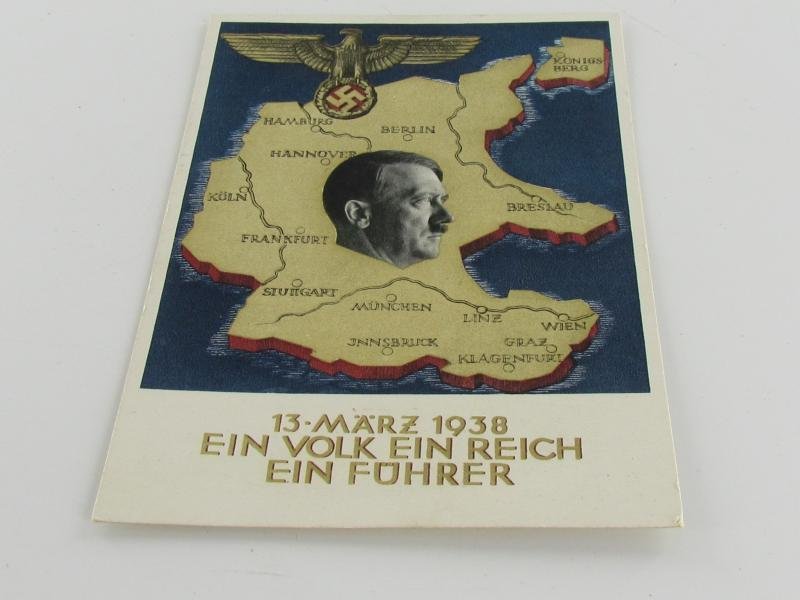 KÖNIGS
BERG
HAMBURG
BERLIN
HANNOVER
KÖLN
BRESLAU
FRANKFURT
STUTTGART
MÜNCHEN
LINZ
WIEN
JNNSBRUCK
GRAZ
KLAGENFURT
13·MÄRZ 1938
EIN VOLK EIN REICH
EIN FÜHRER